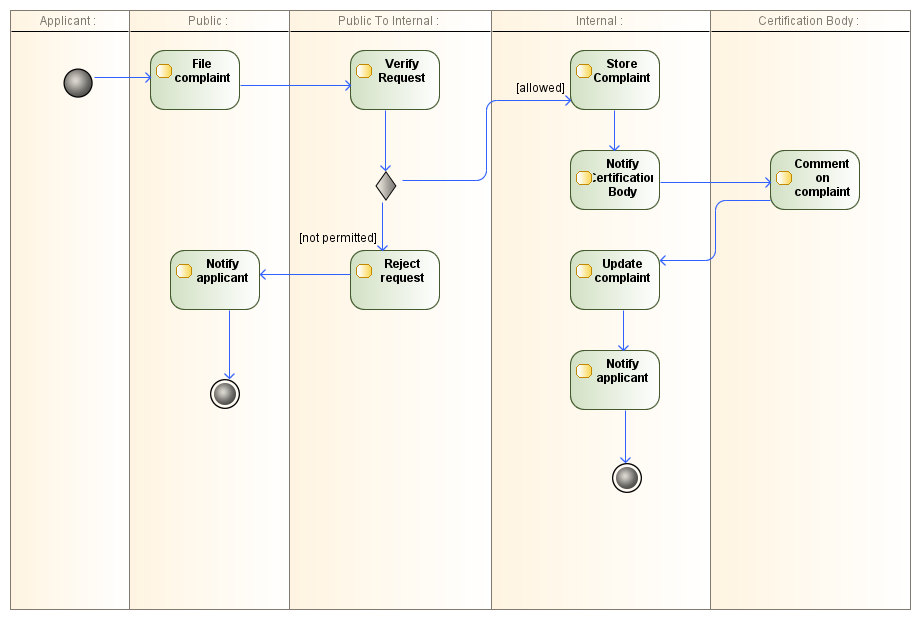 Applicant :
Public :
Public To Internal :
Internal :
Certification Body :
File
complaint
Verify
Request
Store
Complaint
[allowed]
Notify
Certification
Body
Comment
on
complaint
[not permitted]
Notify
applicant
Reject
request
Update
complaint
Notify
applicant